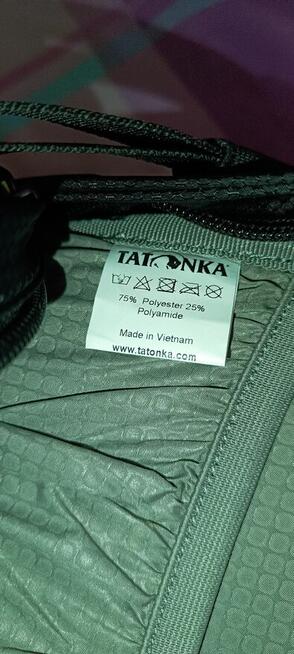 TATONKA
75% Polyester 25%
Polyamide
Made in Vietnam
www.tatonka.com